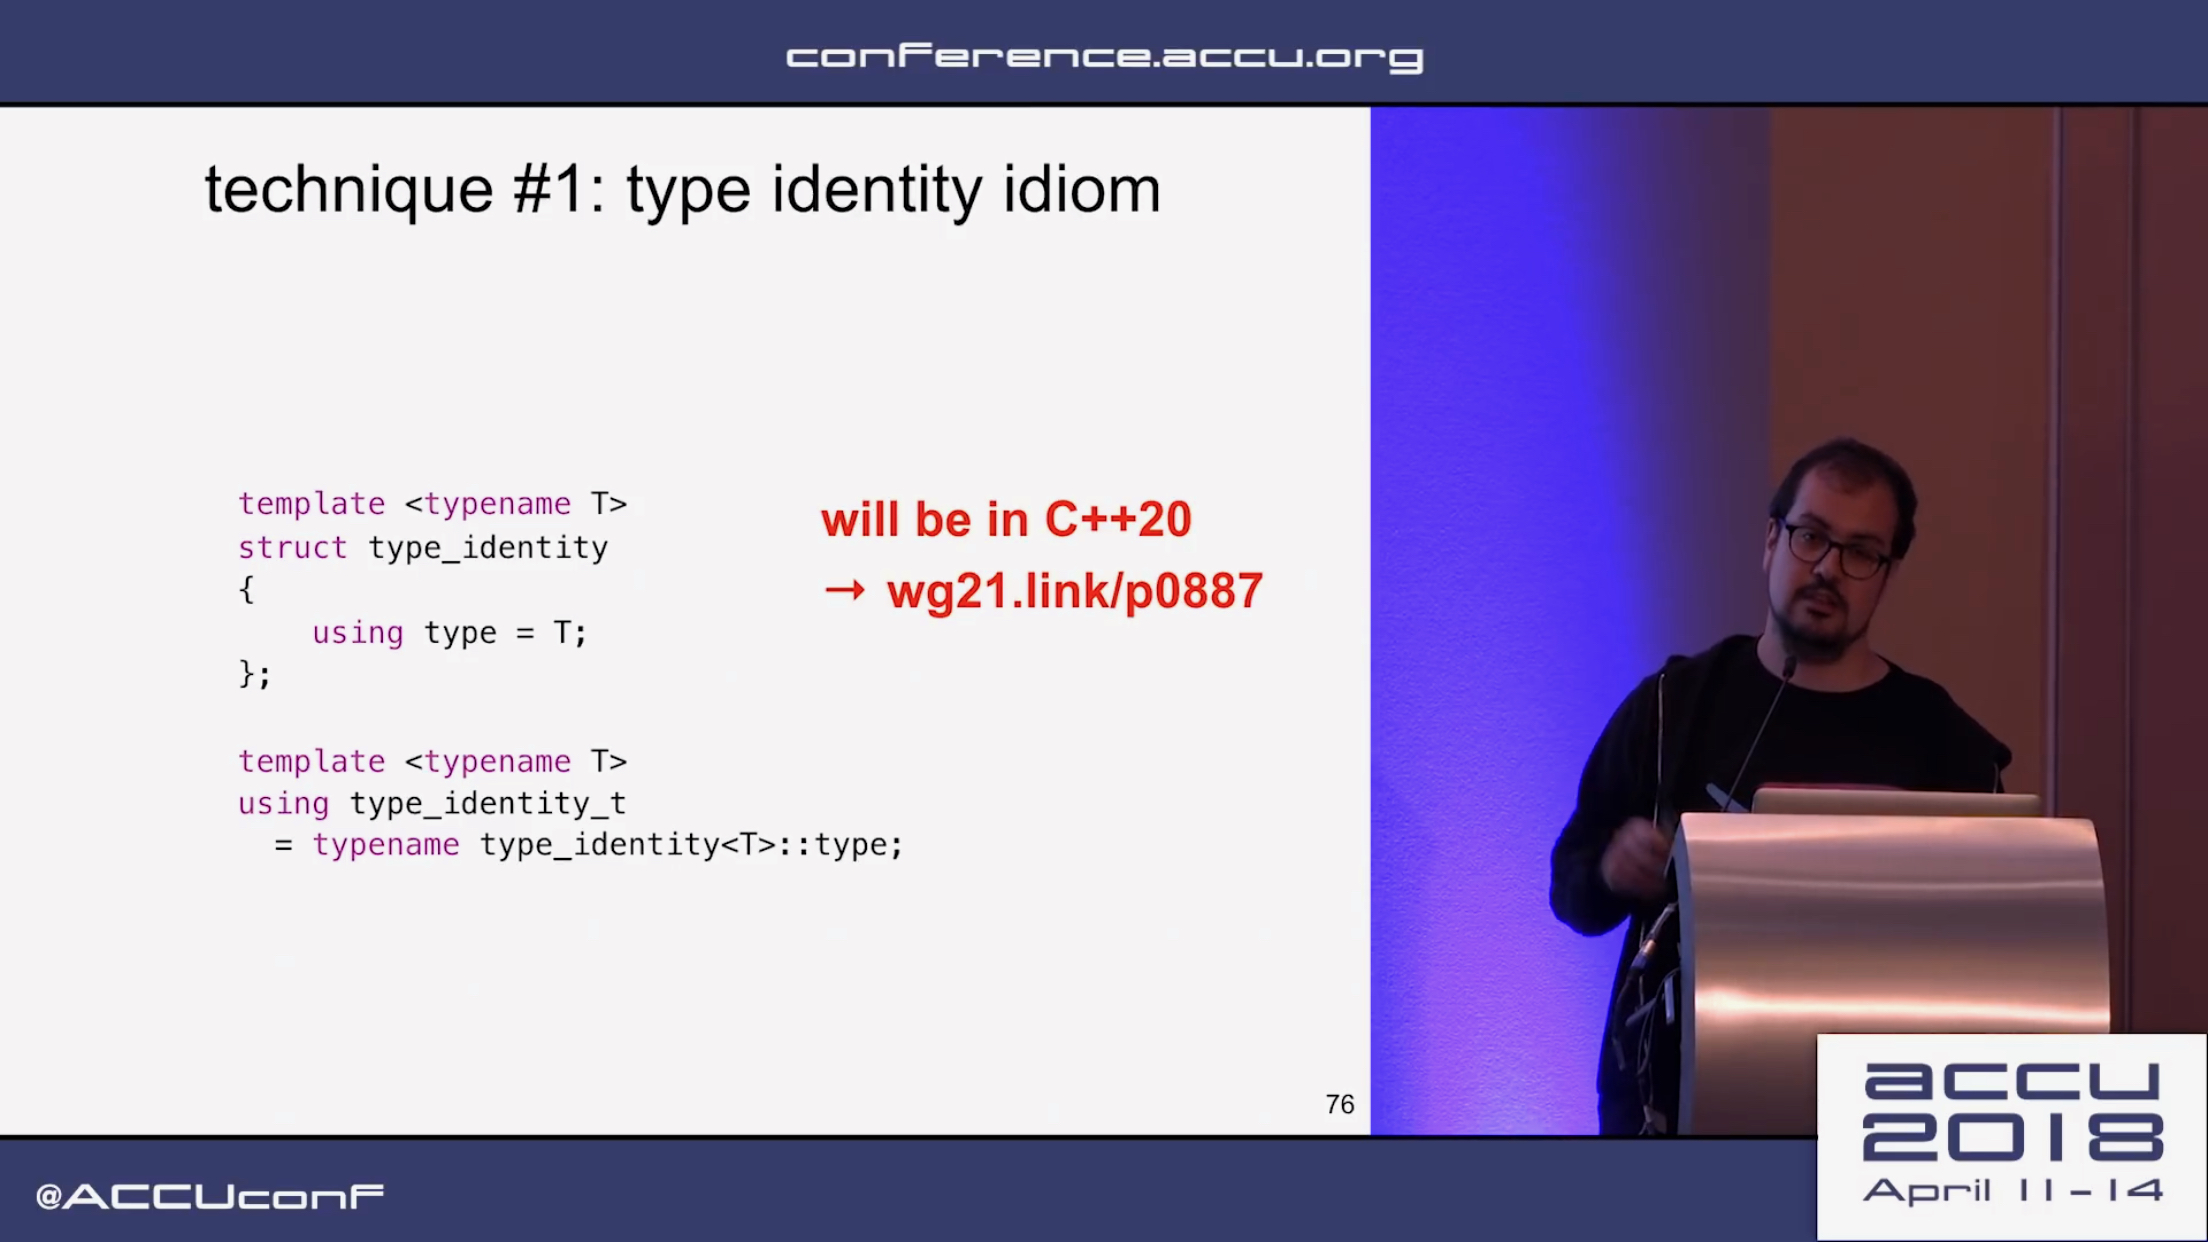 conference.accu.org
technique #1: type identity idiom
template <typename T>
struct type_identity
{
    using type = T;
};
template <typename T>
using type_identity_t
  = typename type_identity<T>::type;
will be in C++20
→ wg21.link/p0887
76
@ACCUconf
accu
2018
April 11-14